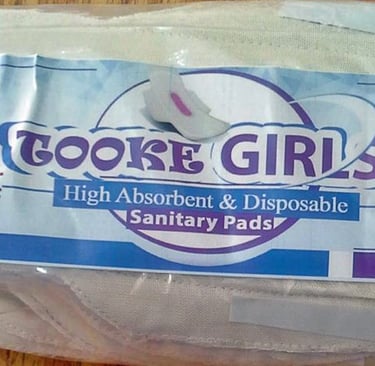 TOOKE GIRLS
High Absorbent & Disposable
Sanitary Pads